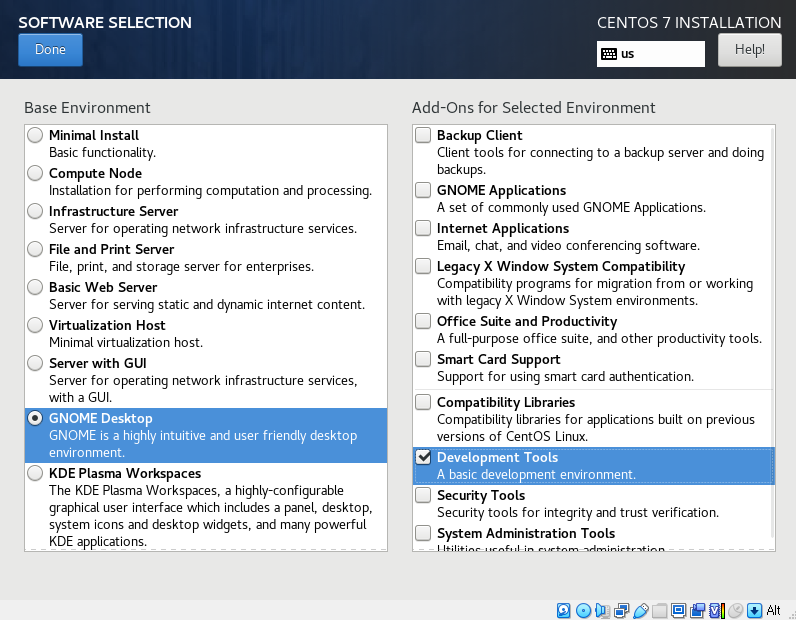 SOFTWARE SELECTION
CENTOS 7 INSTALLATION
Done
us
Help!
Base Environment
Minimal Install
Basic functionality.
Compute Node
Installation for performing computation and processing.
Infrastructure Server
Server for operating network infrastructure services.
File and Print Server
File, print, and storage server for enterprises.
Basic Web Server
Server for serving static and dynamic internet content.
Virtualization Host
Minimal virtualization host.
Server with GUI
Server for operating network infrastructure services,
with a GUI.
GNOME Desktop
GNOME is a highly intuitive and user friendly desktop
environment.
KDE Plasma Workspaces
The KDE Plasma Workspaces, a highly-configurable
graphical user interface which includes a panel, desktop,
system icons and desktop widgets, and many powerful
KDE applications.
Add-Ons for Selected Environment
Backup Client
Client tools for connecting to a backup server and doing
backups.
GNOME Applications
A set of commonly used GNOME Applications.
Internet Applications
Email, chat, and video conferencing software.
Legacy X Window System Compatibility
Compatibility programs for migration from or working
with legacy X Window System environments.
Office Suite and Productivity
A full-purpose office suite, and other productivity tools.
Smart Card Support
Support for using smart card authentication.
Compatibility Libraries
Compatibility libraries for applications built on previous
versions of CentOS Linux.
Development Tools
A basic development environment.
Security Tools
Security tools for integrity and trust verification.
System Administration Tools
Utilities useful in system administration.
Alt